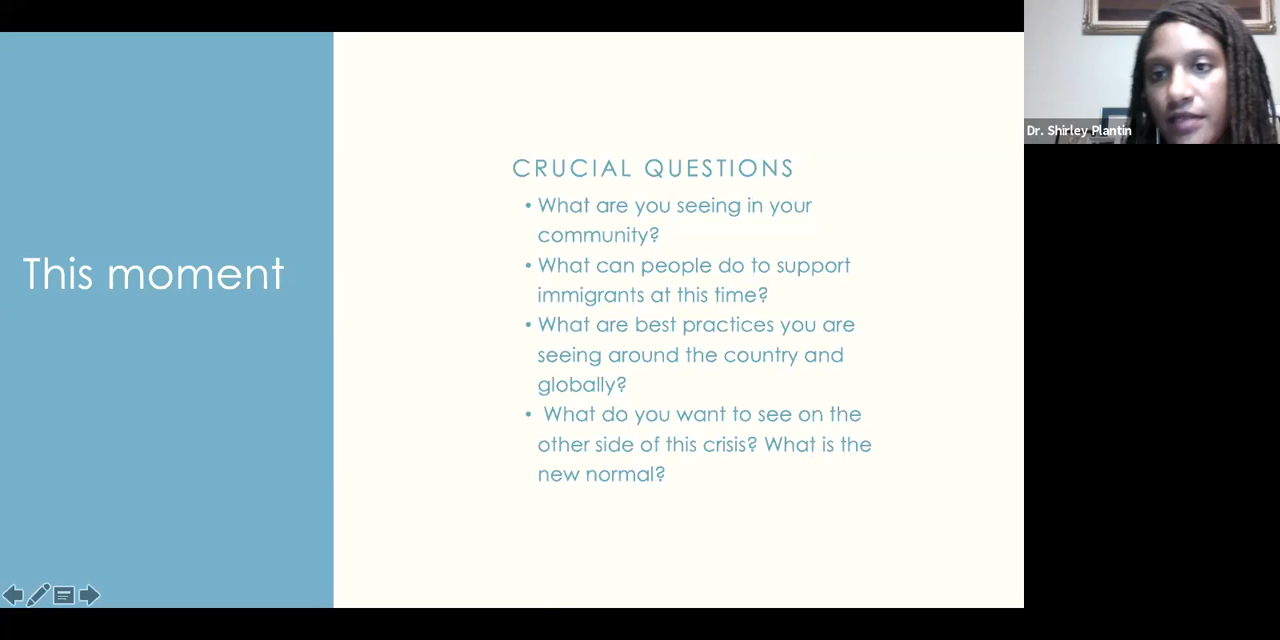 This moment
CRUCIAL QUESTIONS
• What are you seeing in your
community?
• What can people do to support
immigrants at this time?
• What are best practices you are
seeing around the country and
globally?
• What do you want to see on the
other side of this crisis? What is the
new normal?
Dr. Shirley Plantin